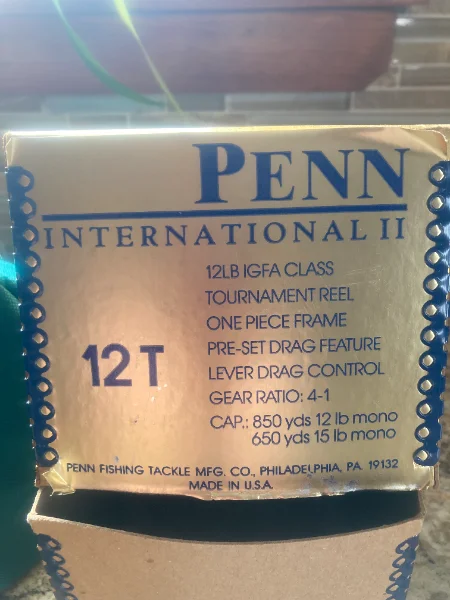 PENN
INTERNATIONAL II
12LB IGFA CLASS
TOURNAMENT REEL
ONE PIECE FRAME
PRE-SET DRAG FEATURE
LEVER DRAG CONTROL
GEAR RATIO: 4-1
12T
CAP.: 850 yds 12 lb mono
650 yds 15 lb mono
PENN FISHING TACKLE MFG. CO., PHILADELPHIA, PA. 19132
MADE IN U.S.A.